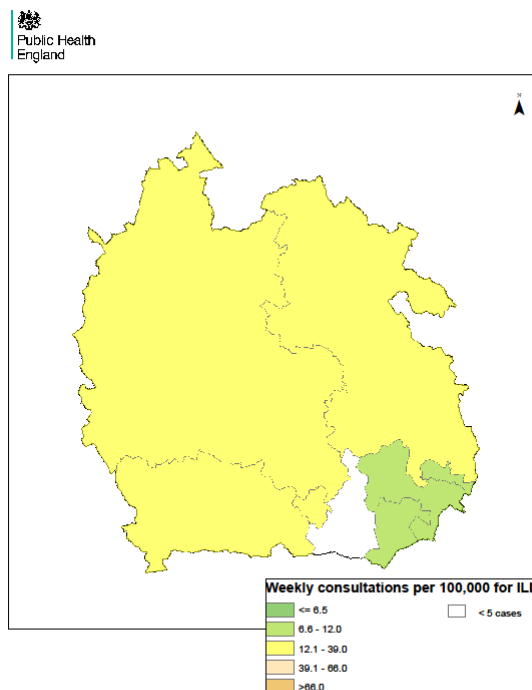 Public Health
England
N
Weekly consultations per 100,000 for ILI
<= 6.5
< 5 cases
6.6 - 12.0
12.1 - 39.0
39.1 - 66.0
>66.0